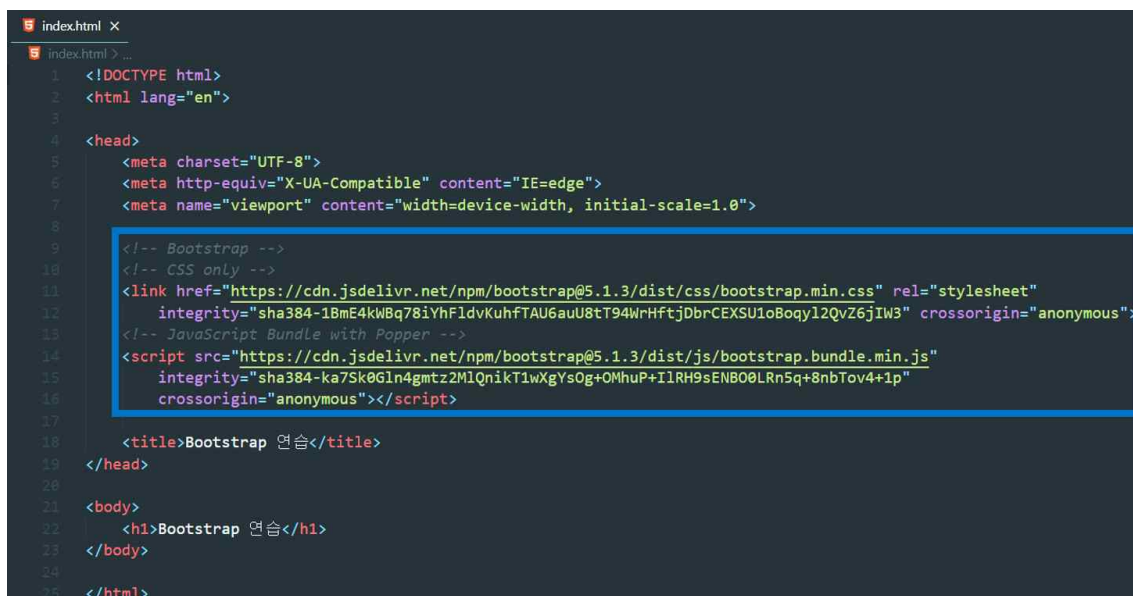 index.html ×
index.html > ...
1 <!DOCTYPE html>
2 <html lang="en">
3
4 <head>
5 <meta charset="UTF-8">
6 <meta http-equiv="X-UA-Compatible" content="IE=edge">
7 <meta name="viewport" content="width=device-width, initial-scale=1.0">
8
9 <!-- Bootstrap -->
10 <!-- CSS only -->
11 <link href="https://cdn.jsdelivr.net/npm/bootstrap@5.1.3/dist/css/bootstrap.min.css" rel="stylesheet"
12 integrity="sha384-1BmE4kWBq78iYhFldvKuhfTAU6auU8tT94WrHftjDbrCEXSU1oBoqyl2QvZ6jIW3" crossorigin="anonymous">
13 <!-- JavaScript Bundle with Popper -->
14 <script src="https://cdn.jsdelivr.net/npm/bootstrap@5.1.3/dist/js/bootstrap.bundle.min.js"
15 integrity="sha384-ka7Sk0Gln4gmtz2MlQnikT1wXgYsOg+OMhuP+IlRH9sENBO0LRn5q+8nbTov4+1p"
16 crossorigin="anonymous"></script>
17
18 <title>Bootstrap 연습</title>
19 </head>
20
21 <body>
22 <h1>Bootstrap 연습</h1>
23 </body>
24
25 </html>